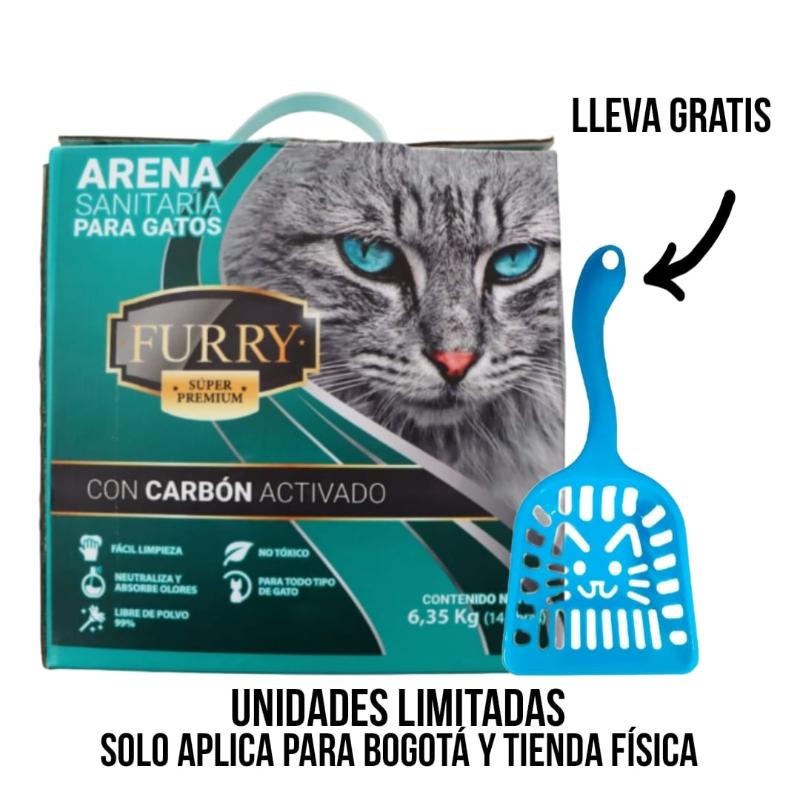 LLEVA GRATIS
ARENA
SANITARIA
PARA GATOS
FURRY
SÚPER
PREMIUM
CON CARBÓN ACTIVADO
FÁCIL LIMPIEZA
NO TÓXICO
NEUTRALIZA Y
ABSORBE OLORES
PARA TODO TIPO
DE GATO
LIBRE DE POLVO
99%
CONTENIDO
6,35 Kg
UNIDADES LIMITADAS
SOLO APLICA PARA BOGOTÁ Y TIENDA FÍSICA